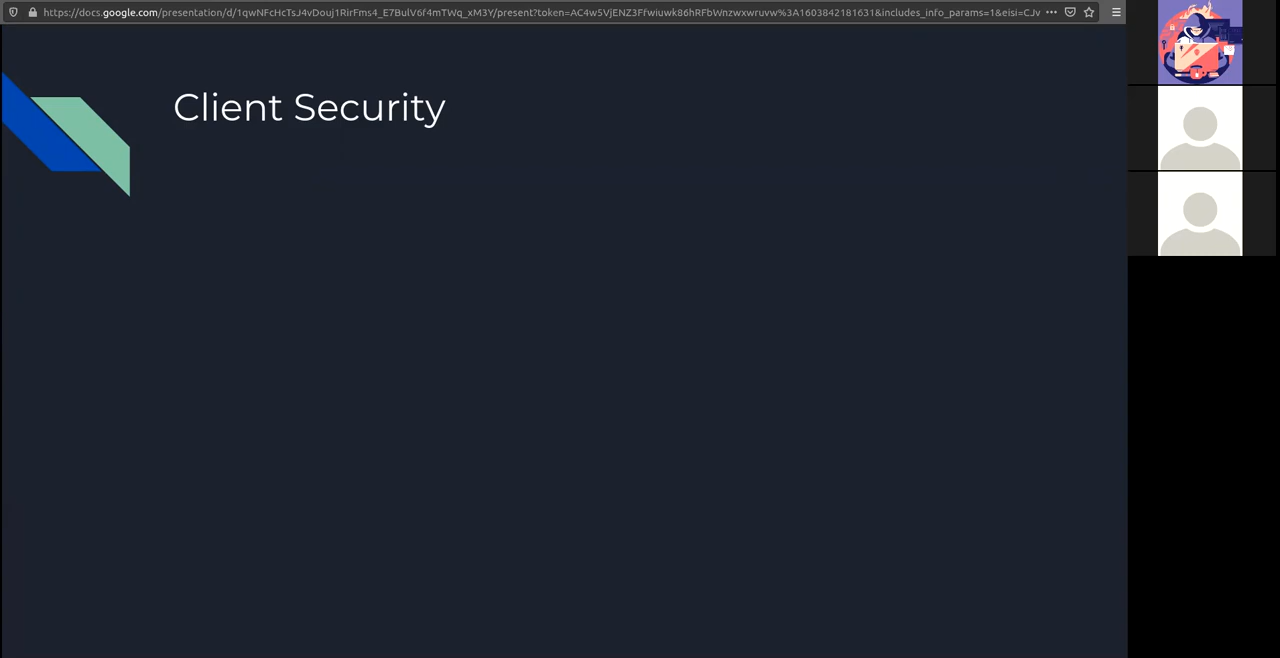 https://docs.google.com/presentation/d/1qwNFcHcTsJ4vDouj1RirFms4_E7BulV6f4mTWq_xM3Y/present?token=AC4w5VjENZ3Ffwiuwk86hRFbWnzwxwruvw%3A1603842181631&includes_info_params=1&eisi=CJv
Client Security